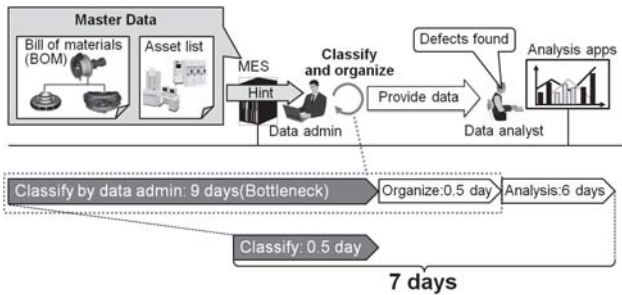 Master Data
Bill of materials
(BOM)
Asset list
MES
Hint
Classify
and organize
Data admin
Provide data
Defects found
Data analyst
Analysis apps
Classify by data admin: 9 days(Bottleneck)
Organize:0.5 day
Analysis:6 days
Classify: 0.5 day
7 days